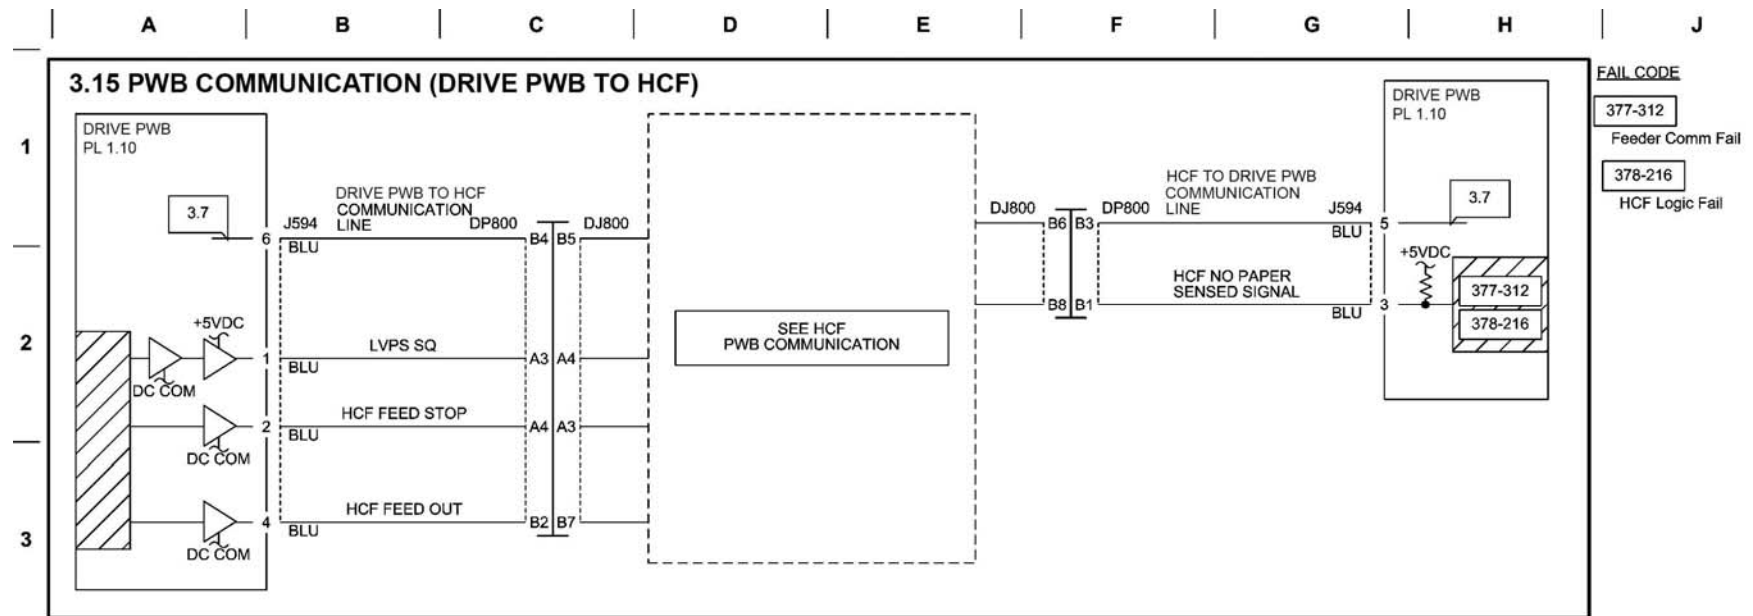 A B C D E F G H J
3.15 PWB COMMUNICATION (DRIVE PWB TO HCF)
FAIL CODE
377-312
Feeder Comm Fail
378-216
HCF Logic Fail
1
2
3
DRIVE PWB
PL 1.10
3.7
6
J594
BLU
DRIVE PWB TO HCF
COMMUNICATION
LINE
DP800
B4 B5
DJ800
+5VDC
DC COM
1
BLU
LVPS SQ
A3 A4
DC COM
2
BLU
HCF FEED STOP
A4 A3
DC COM
4
BLU
HCF FEED OUT
B2 B7
SEE HCF
PWB COMMUNICATION
DJ800
B6 B3
DP800
HCF TO DRIVE PWB
COMMUNICATION
LINE
J594
BLU
5
B8 B1
HCF NO PAPER
SENSED SIGNAL
BLU
3
DRIVE PWB
PL 1.10
3.7
+5VDC
377-312
378-216